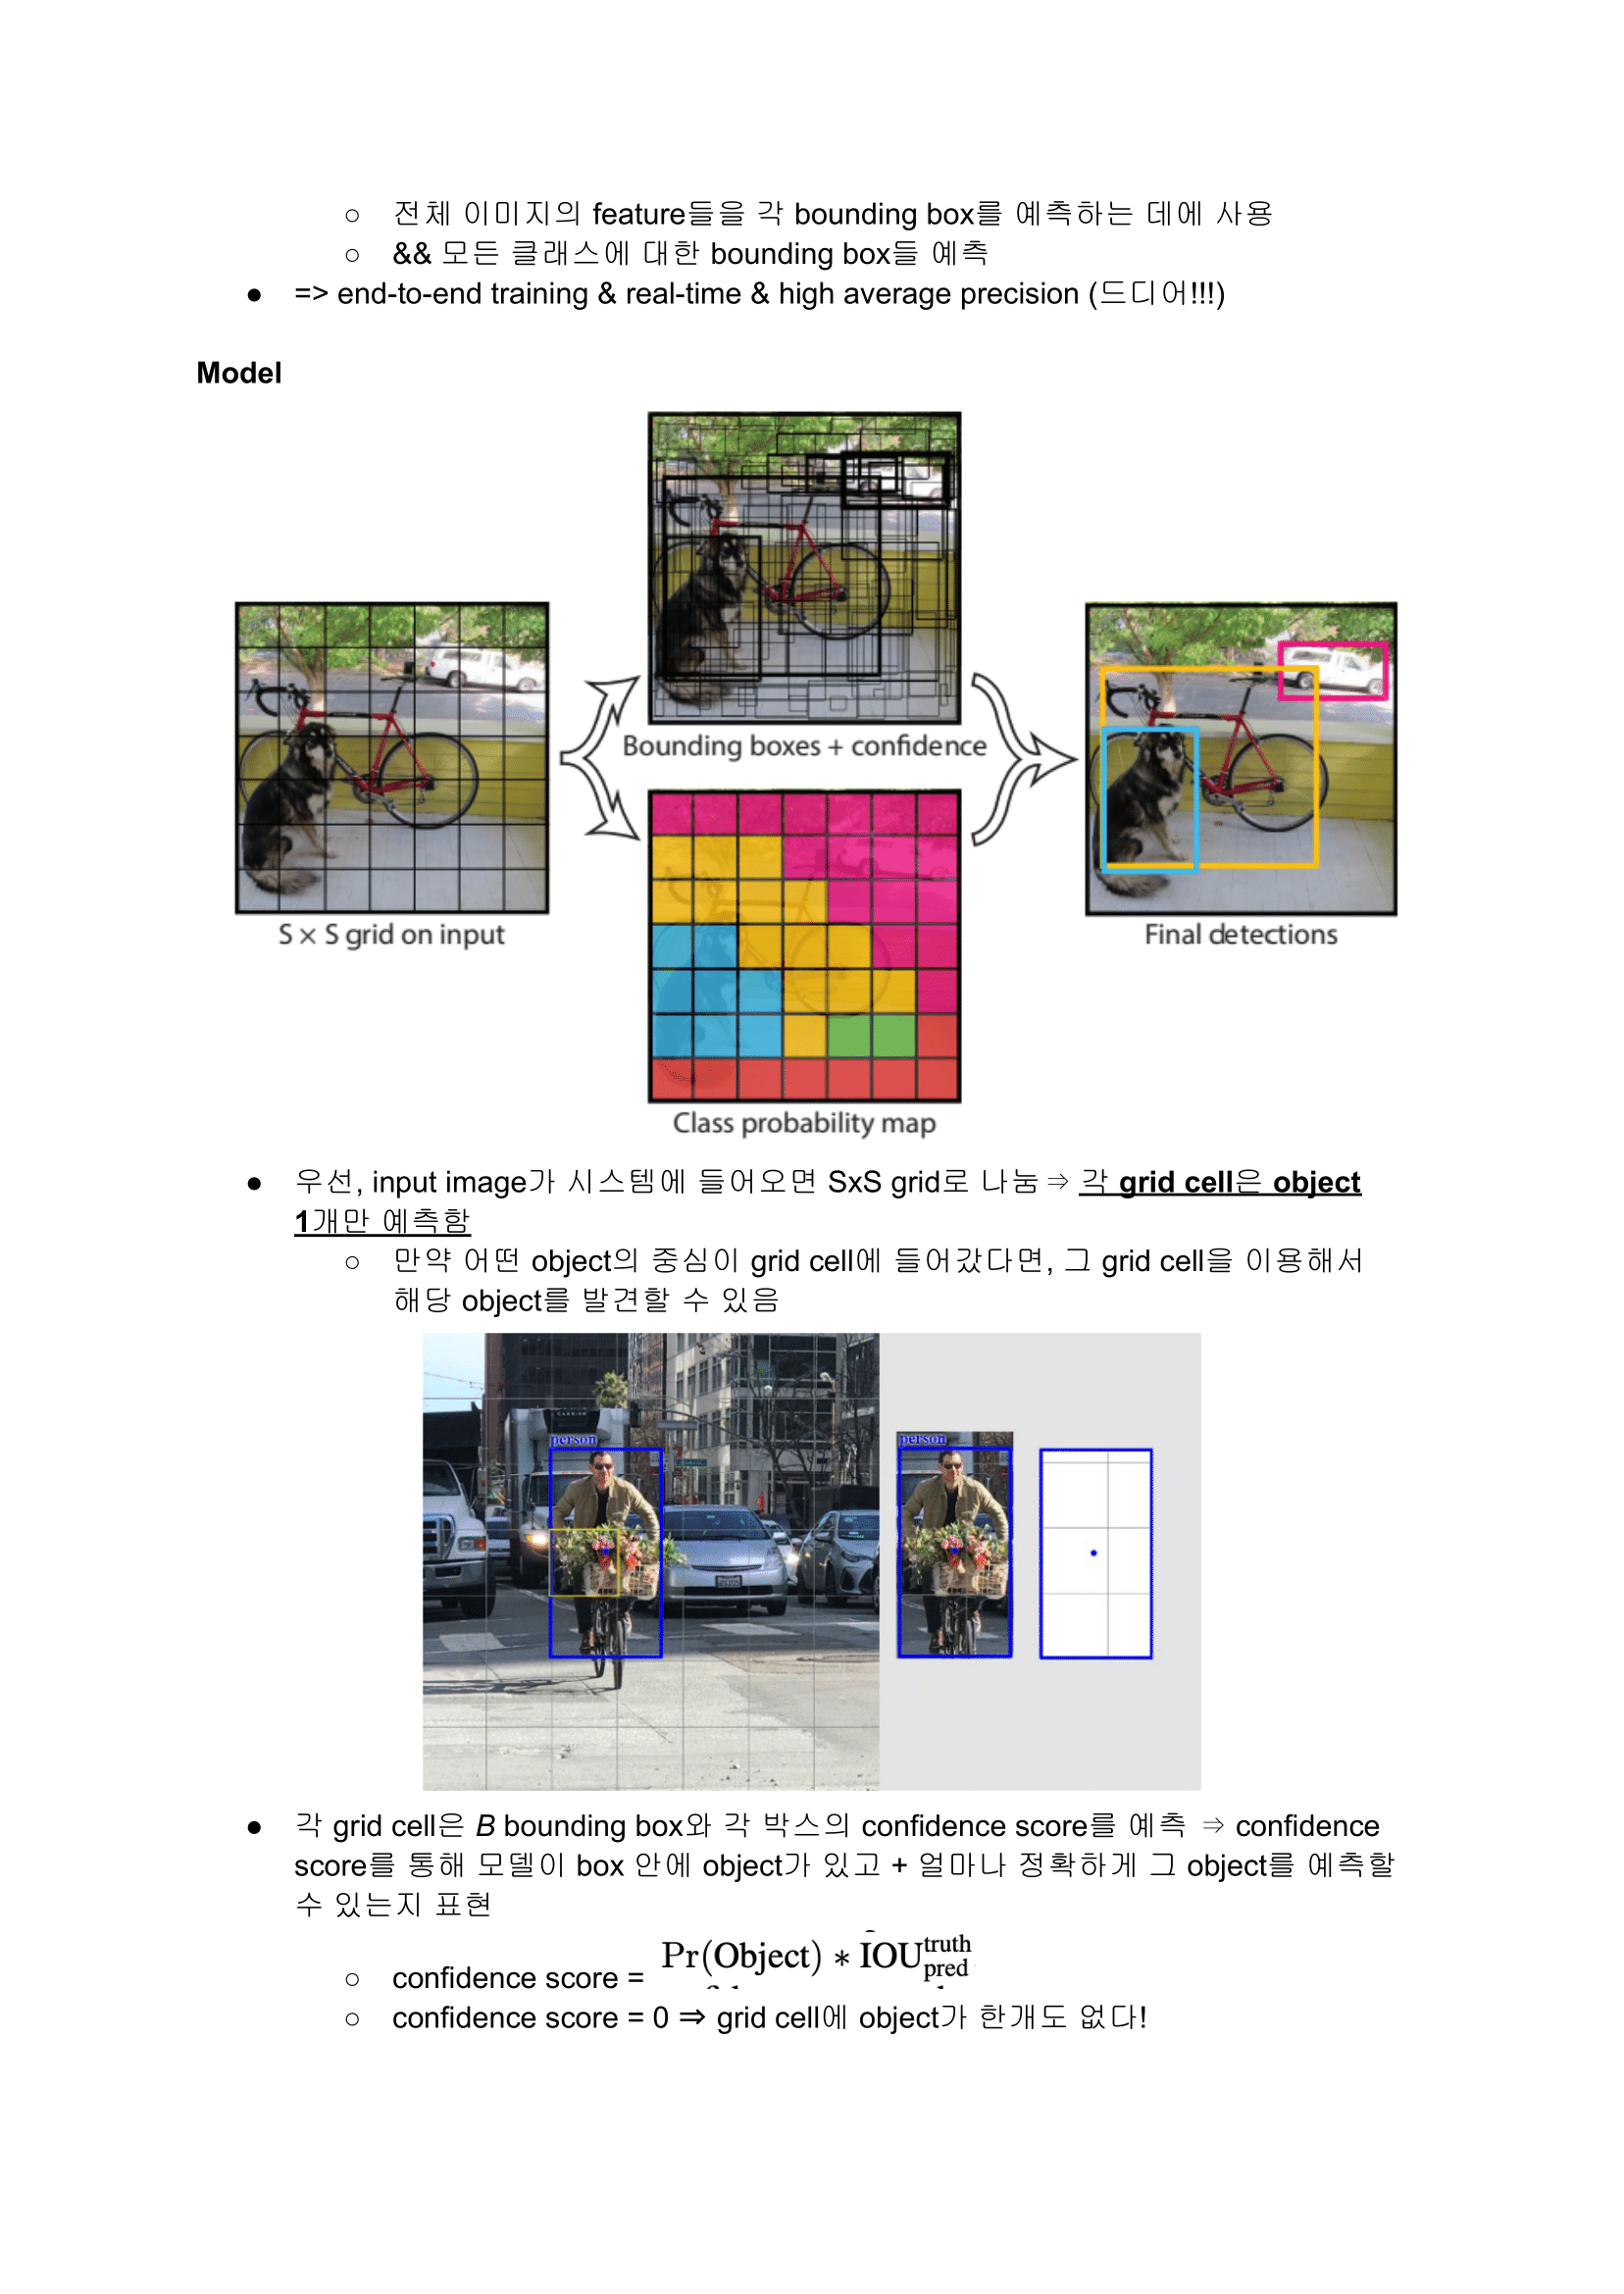 ○ 전체 이미지의 feature들을 각 bounding box를 예측하는 데에 사용
○ && 모든 클래스에 대한 bounding box들 예측
● => end-to-end training & real-time & high average precision (드디어!!!)
Model
Bounding boxes + confidence
S × S grid on input
Final detections
Class probability map
● 우선, input image가 시스템에 들어오면 SxS grid로 나눔⇒ 각 grid cell은 object
1개만 예측함
○ 만약 어떤 object의 중심이 grid cell에 들어갔다면, 그 grid cell을 이용해서
해당 object를 발견할 수 있음
person
person
● 각 grid cell은 B bounding box와 각 박스의 confidence score를 예측 ⇒ confidence
score를 통해 모델이 box 안에 object가 있고 + 얼마나 정확하게 그 object를 예측할
수 있는지 표현
○ confidence score = Pr(Object) ∗ IOU truth pred
○ confidence score = 0 ⇒ grid cell에 object가 한개도 없다!